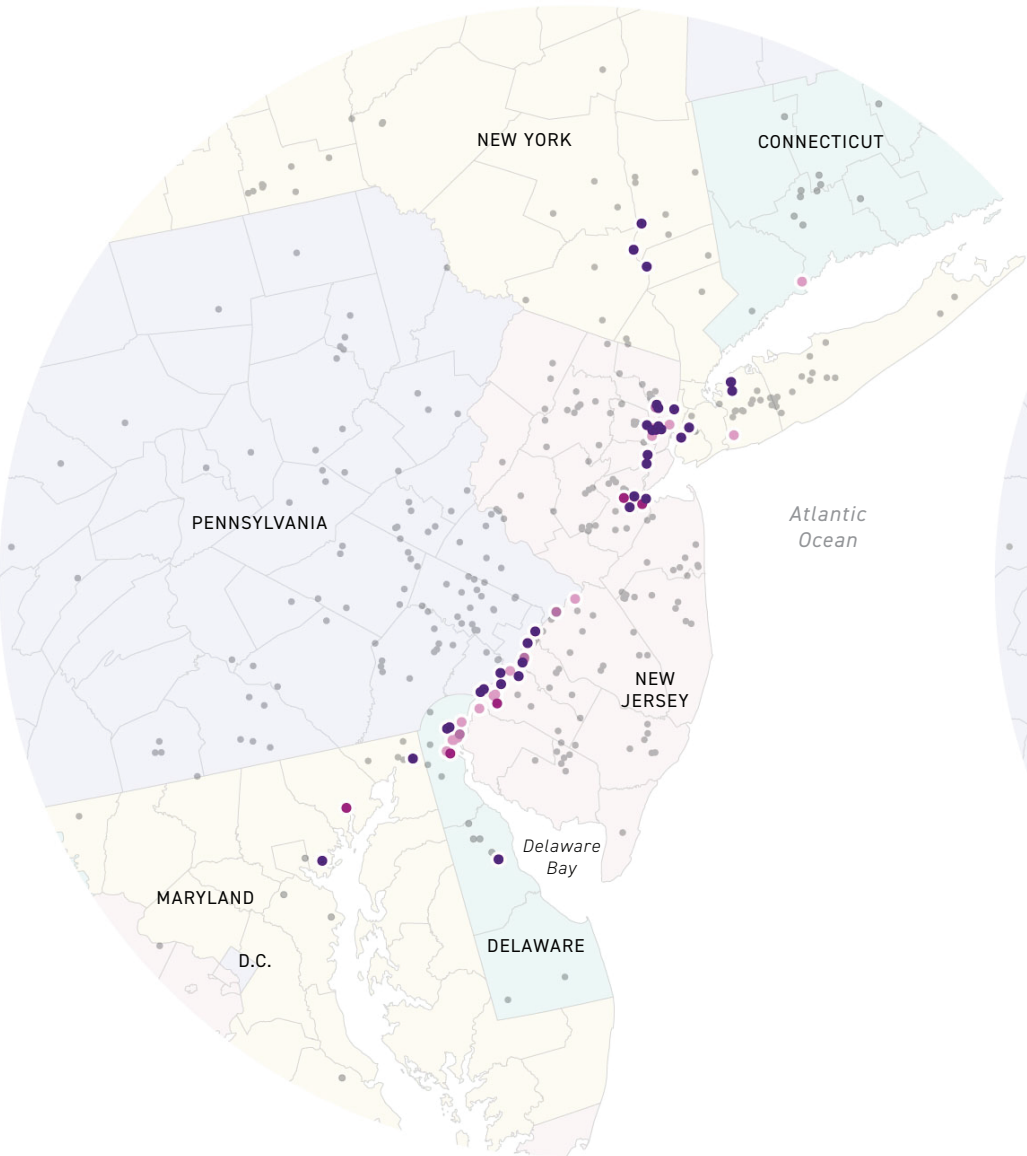 NEW YORK
CONNECTICUT
PENNSYLVANIA
Atlantic
Ocean
NEW
JERSEY
Delaware
Bay
MARYLAND
DELAWARE
D.C.